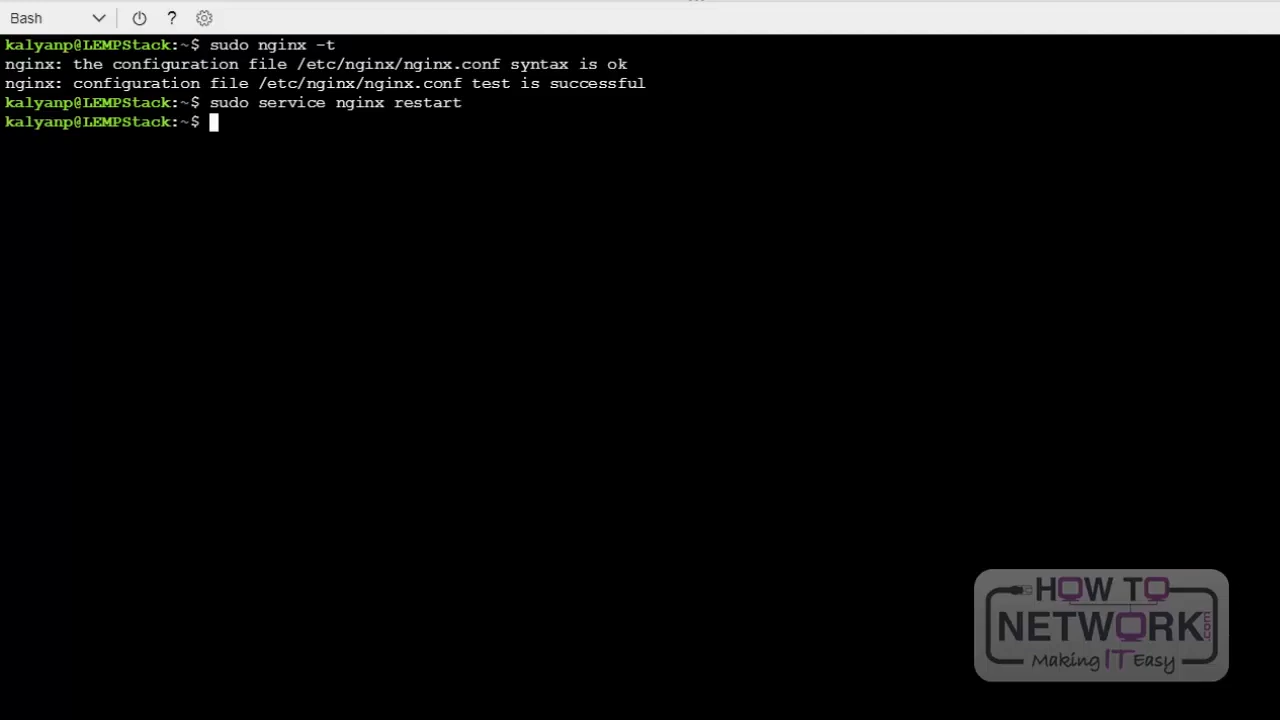 Bash ?
kalyanp@LEMPStack:~$ sudo nginx -t
nginx: the configuration file /etc/nginx/nginx.conf syntax is ok
nginx: configuration file /etc/nginx/nginx.conf test is successful
kalyanp@LEMPStack:~$ sudo service nginx restart
kalyanp@LEMPStack:~$
HOW TO
NETWORK.com
Making IT Easy